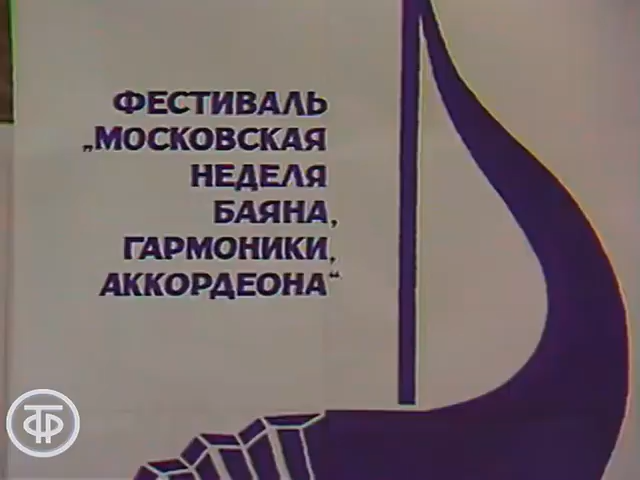 ФЕСТИВАЛЬ
„МОСКОВСКАЯ
НЕДЕЛЯ
БАЯНА,
ГАРМОНИКИ,
АККОРДЕОНА“